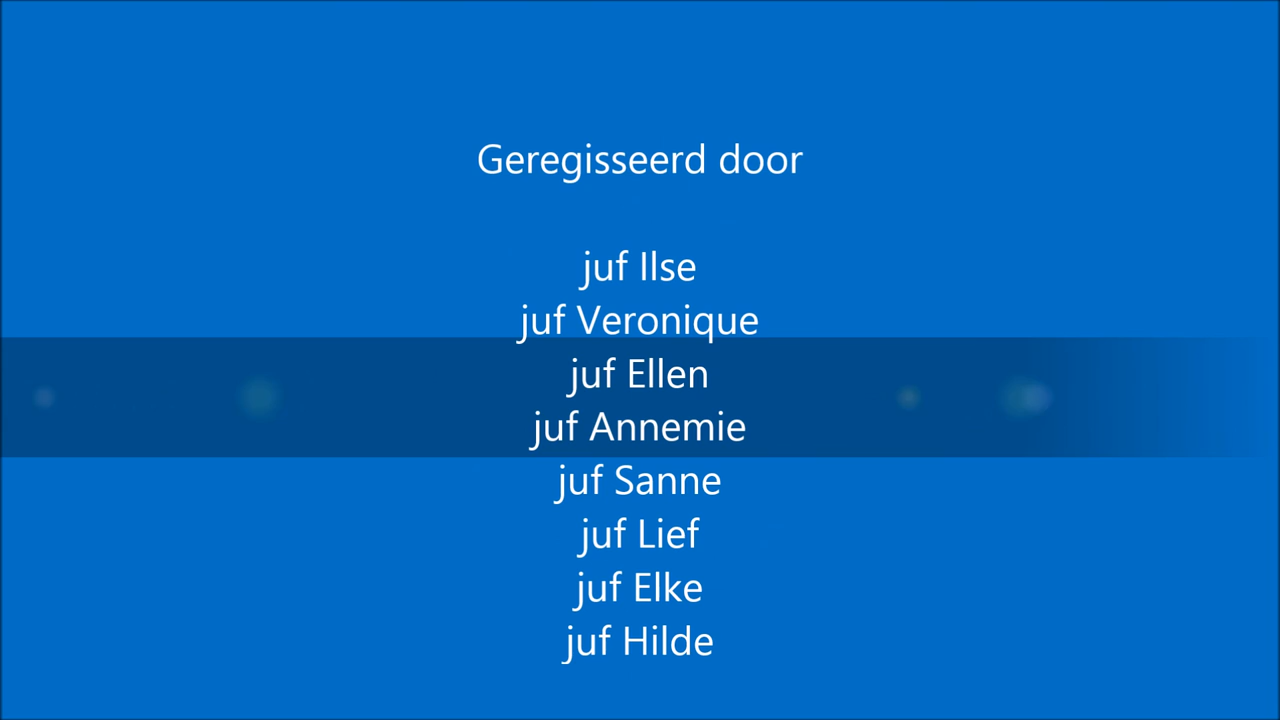 Geregisseerd door
juf Ilse
juf Veronique
juf Ellen
juf Annemie
juf Sanne
juf Lief
juf Elke
juf Hilde